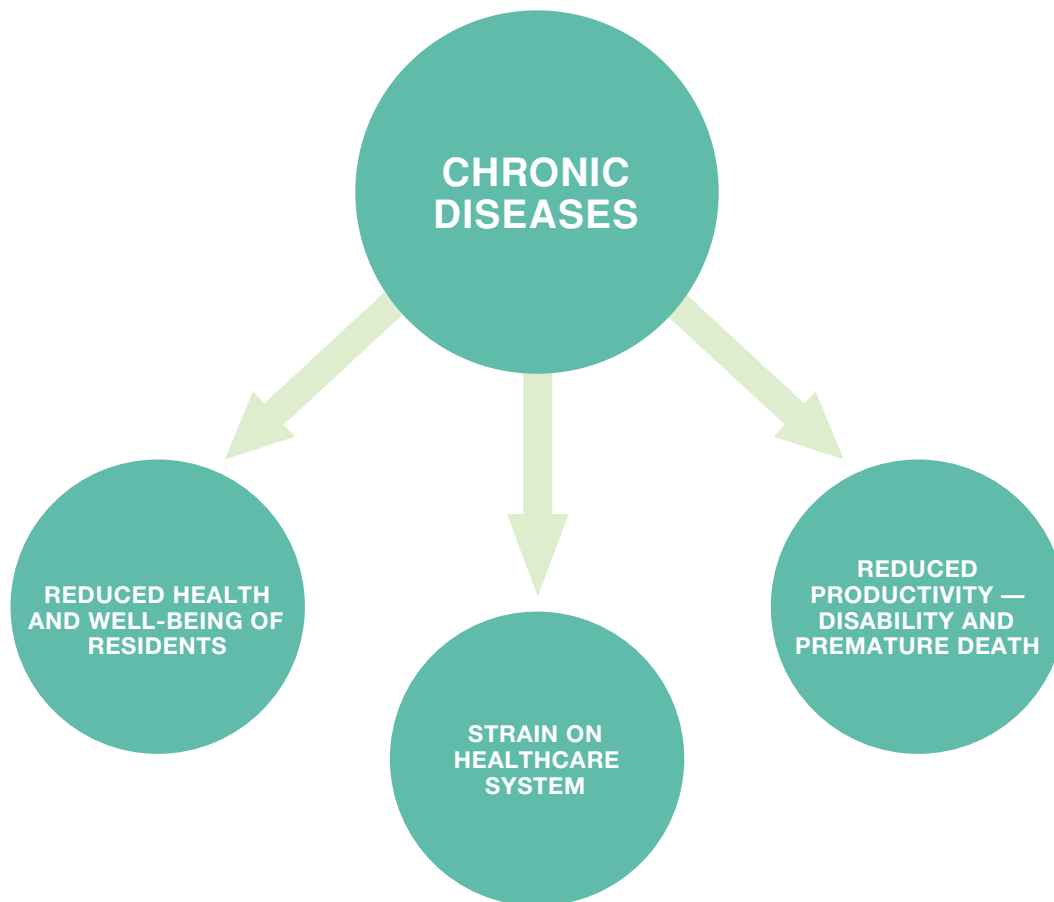 CHRONIC
DISEASES
REDUCED HEALTH
AND WELL-BEING OF
RESIDENTS
STRAIN ON
HEALTHCARE
SYSTEM
REDUCED
PRODUCTIVITY —
DISABILITY AND
PREMATURE DEATH